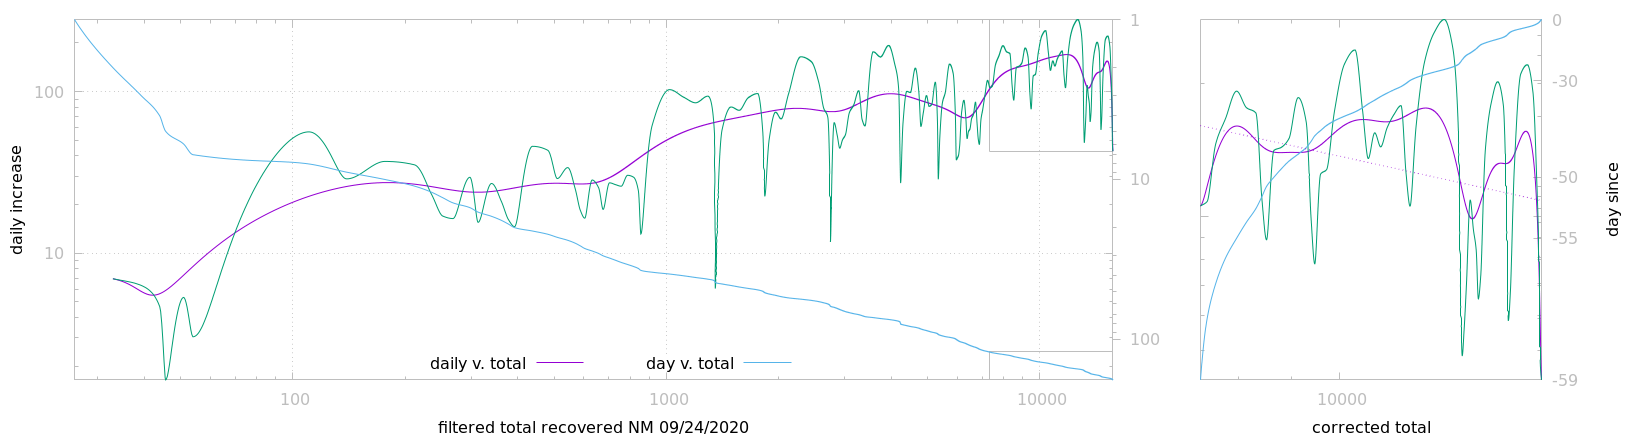 daily increase
100
10
daily v. total
day v. total
100
1000
10000
filtered total recovered NM 09/24/2020
1
10
100
10000
corrected total
0
-30
-50
-55
-59
day since